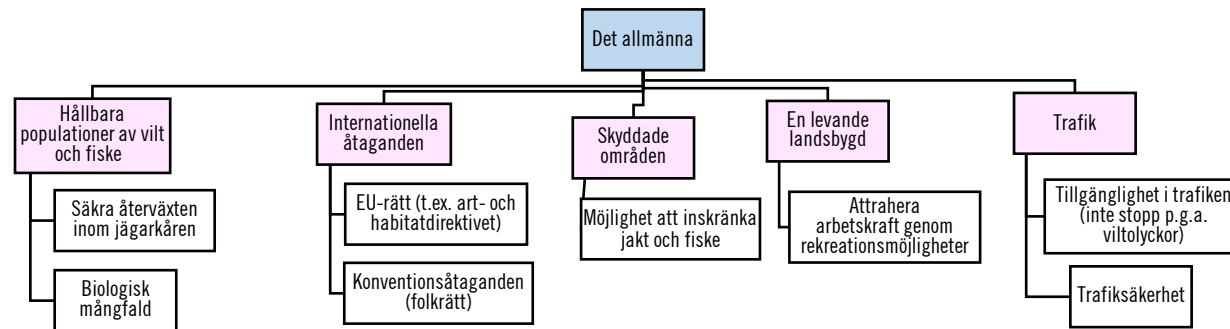 Det allmänna
Hållbara
populationer av vilt
och fiske
Säkra återväxten
inom jägarkåren
Biologisk
mångfald
Internationella
åtaganden
EU-rätt (t.ex. art- och
habitatdirektivet)
Konventionsåtaganden
(folkrätt)
Skyddade
områden
Möjlighet att inskränka
jakt och fiske
En levande
landsbygd
Attrahera
arbetskraft genom
rekreationsmöjligheter
Trafik
Tillgänglighet i trafiken
(inte stopp p.g.a.
viltolyckor)
Trafiksäkerhet